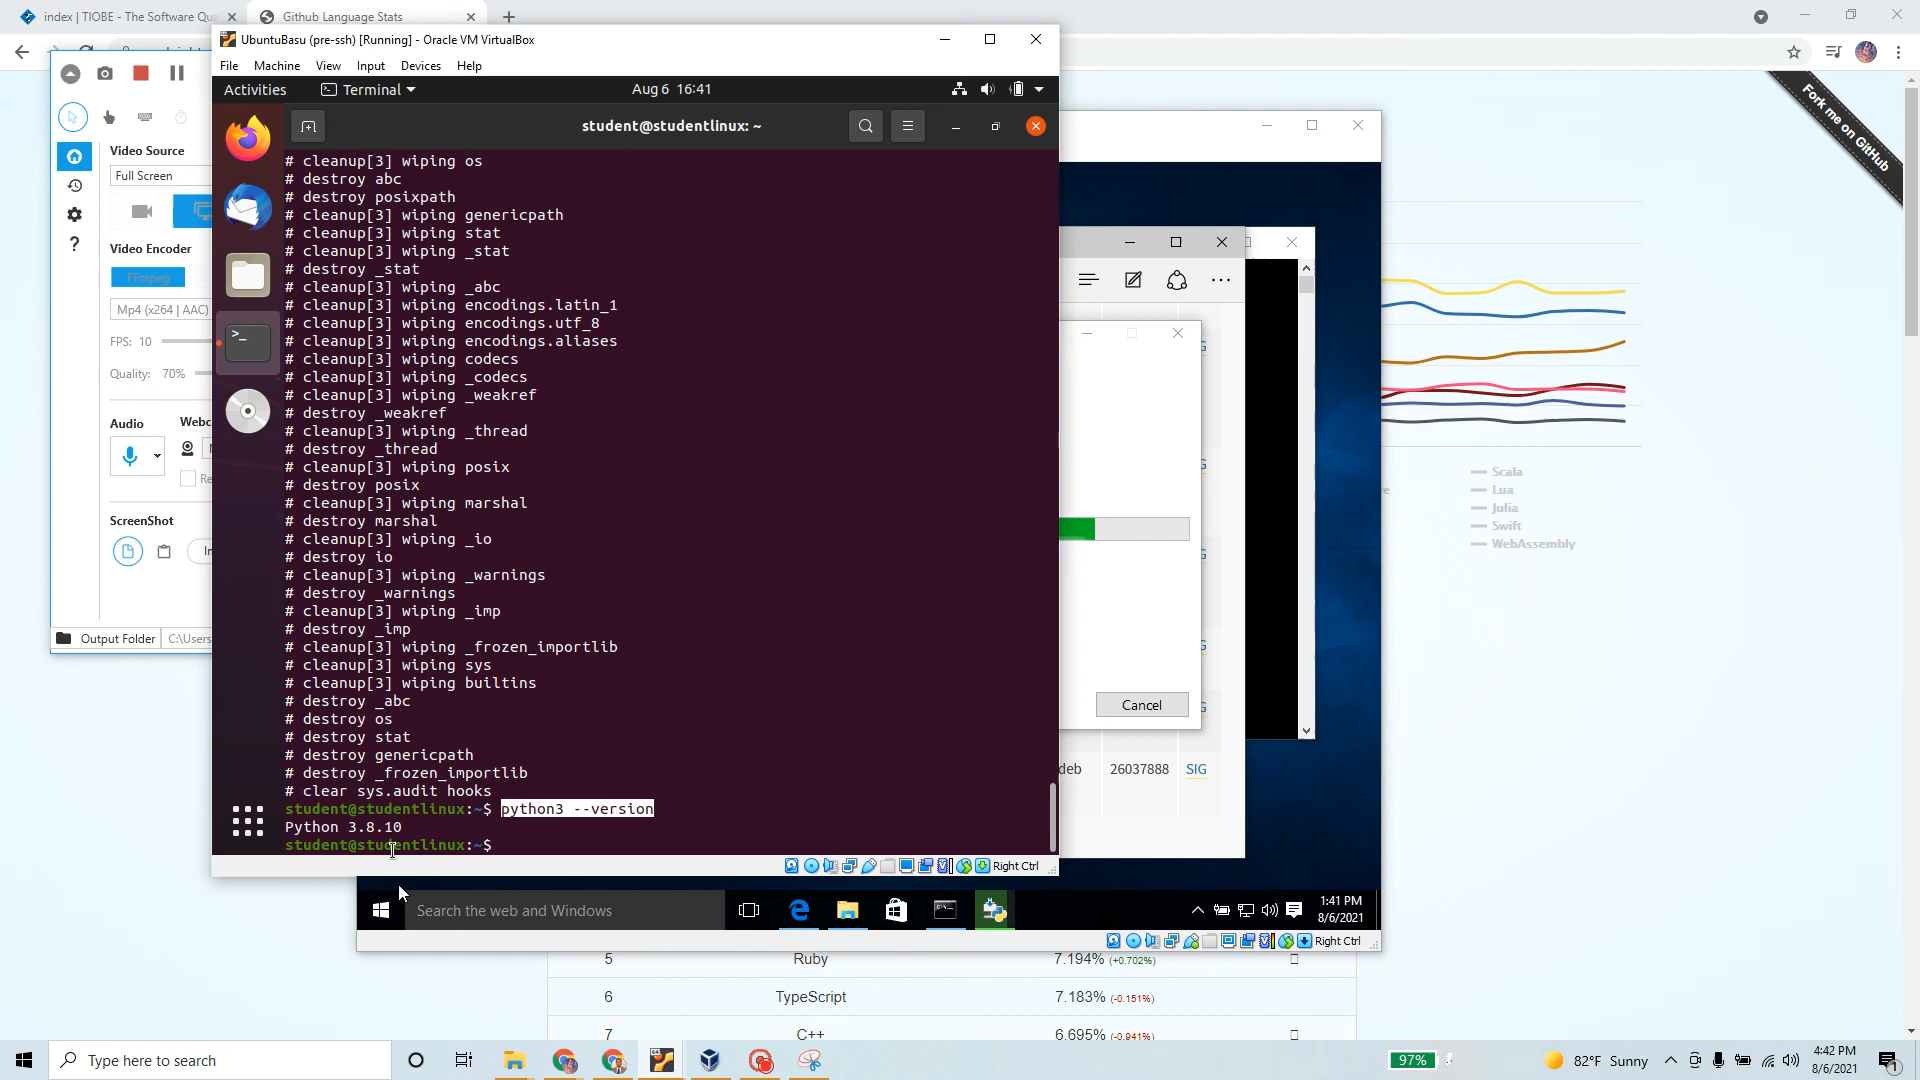 index | TIOBE - The Software Qua
Github Language Stats
Fork me on GitHub
UbuntuBasu (pre-ssh) [Running] - Oracle VM VirtualBox
File Machine View Input Devices Help
Activities
Terminal
Aug 6 16:41
student@studentlinux: ~
# cleanup[3] wiping os
# destroy abc
# destroy posixpath
# cleanup[3] wiping genericpath
# cleanup[3] wiping stat
# cleanup[3] wiping _stat
# destroy _stat
# cleanup[3] wiping _abc
# cleanup[3] wiping encodings.latin_1
# cleanup[3] wiping encodings.utf_8
# cleanup[3] wiping encodings.aliases
# cleanup[3] wiping codecs
# cleanup[3] wiping _codecs
# cleanup[3] wiping _weakref
# destroy _weakref
# cleanup[3] wiping _thread
# destroy _thread
# cleanup[3] wiping posix
# destroy posix
# cleanup[3] wiping marshal
# destroy marshal
# cleanup[3] wiping _io
# destroy io
# cleanup[3] wiping _warnings
# destroy _warnings
# cleanup[3] wiping _imp
# destroy _imp
# cleanup[3] wiping _frozen_importlib
# cleanup[3] wiping sys
# cleanup[3] wiping builtins
# destroy _abc
# destroy os
# destroy stat
# destroy genericpath
# destroy _frozen_importlib
# clear sys.audit hooks
student@studentlinux:~$ python3 --version
Python 3.8.10
student@studentlinux:~$
Right Ctrl
Video Source
Full Screen
Video Encoder
FFmpeg
Mp4 (x264 | AAC)
FPS: 10
Quality: 70%
Audio
Webc
Re
ScreenShot
Im
Output Folder
C:\Users
Cancel
deb 26037888 SIG
Scala
Lua
Julia
Swift
WebAssembly
Search the web and Windows
1:41 PM
8/6/2021
Right Ctrl
5 Ruby 7.194% (+0.702%)
6 TypeScript 7.183% (-0.151%)
7 C++ 6.695% (-0.941%)
Type here to search
97%
82°F Sunny
4:42 PM
8/6/2021
1